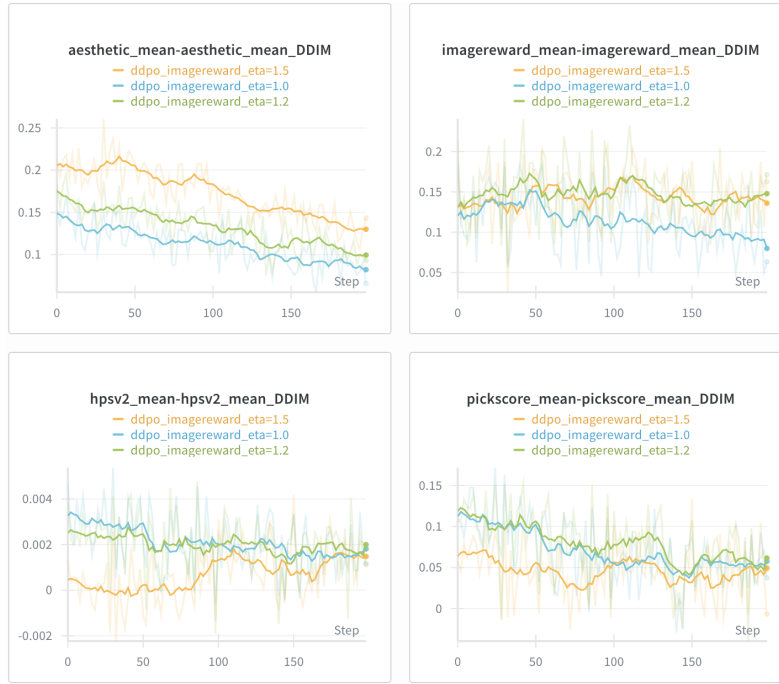 aesthetic_mean-aesthetic_mean_DDIM
ddpo_imagereward_eta=1.5
ddpo_imagereward_eta=1.0
ddpo_imagereward_eta=1.2
0.25
0.2
0.15
0.1
Step
0 50 100 150
imagereward_mean-imagereward_mean_DDIM
ddpo_imagereward_eta=1.5
ddpo_imagereward_eta=1.0
ddpo_imagereward_eta=1.2
0.2
0.15
0.1
0.05
Step
0 50 100 150
hpsv2_mean-hpsv2_mean_DDIM
ddpo_imagereward_eta=1.5
ddpo_imagereward_eta=1.0
ddpo_imagereward_eta=1.2
0.004
0.002
0
-0.002
Step
0 50 100 150
pickscore_mean-pickscore_mean_DDIM
ddpo_imagereward_eta=1.5
ddpo_imagereward_eta=1.0
ddpo_imagereward_eta=1.2
0.15
0.1
0.05
0
Step
0 50 100 150